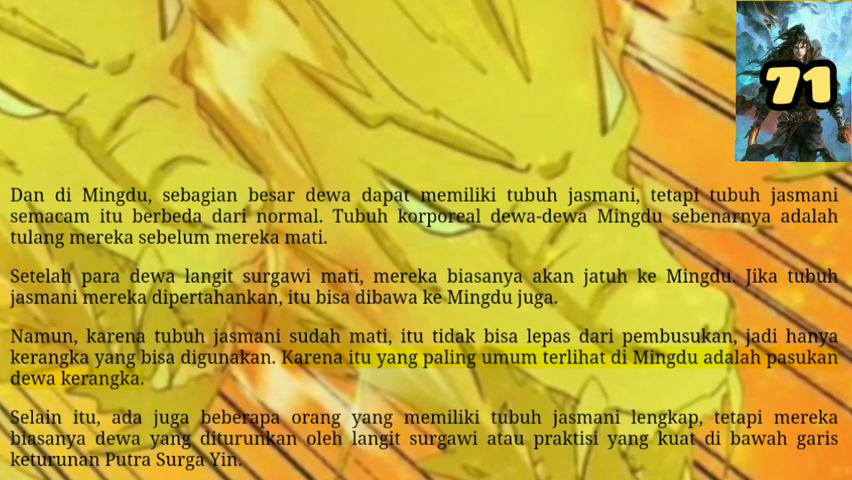 71
Dan di Mingdu, sebagian besar dewa dapat memiliki tubuh jasmani, tetapi tubuh jasmani
semacam itu berbeda dari normal. Tubuh korporeal dewa-dewa Mingdu sebenarnya adalah
tulang mereka sebelum mereka mati.
Setelah para dewa langit surgawi mati, mereka biasanya akan jatuh ke Mingdu. Jika tubuh
jasmani mereka dipertahankan, itu bisa dibawa ke Mingdu juga.
Namun, karena tubuh jasmani sudah mati, itu tidak bisa lepas dari pembusukan, jadi hanya
kerangka yang bisa digunakan. Karena itu yang paling umum terlihat di Mingdu adalah pasukan
dewa kerangka.
Selain itu, ada juga beberapa orang yang memiliki tubuh jasmani lengkap, tetapi mereka
biasanya dewa yang diturunkan oleh langit surgawi atau praktisi yang kuat di bawah garis
keturunan Putra Surga Yin.